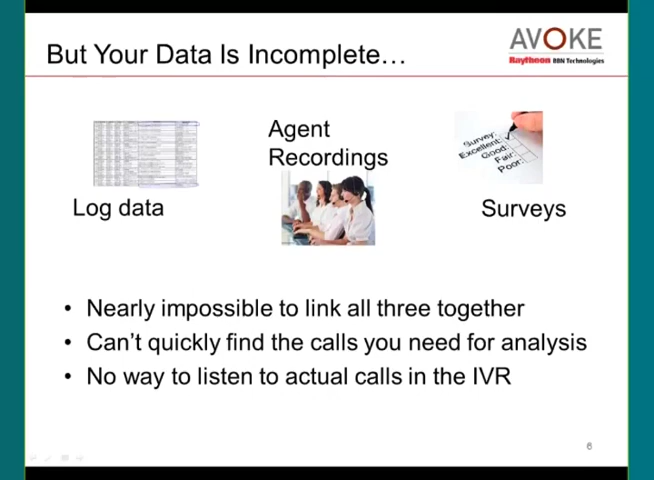 But Your Data Is Incomplete…
AVOKE
Raytheon BBN Technologies
Agent
Recordings
Survey:
Excellent:
Good:
Fair:
Poor:
Log data
Surveys
• Nearly impossible to link all three together
• Can’t quickly find the calls you need for analysis
• No way to listen to actual calls in the IVR
6